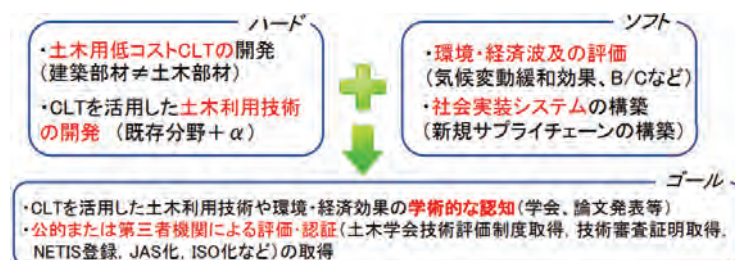 ハード
・土木用低コストCLTの開発
(建築部材≠土木部材)
・CLTを活用した土木利用技術
の開発 (既存分野+α)
ソフト
・環境・経済波及の評価
(気候変動緩和効果、B/Cなど)
・社会実装システムの構築
(新規サプライチェーンの構築)
ゴール
・CLTを活用した土木利用技術や環境・経済効果の学術的な認知(学会、論文発表等)
・公的または第三者機関による評価・認証(土木学会技術評価制度取得，技術審査証明取得，
NETIS登録，JAS化，ISO化など)の取得